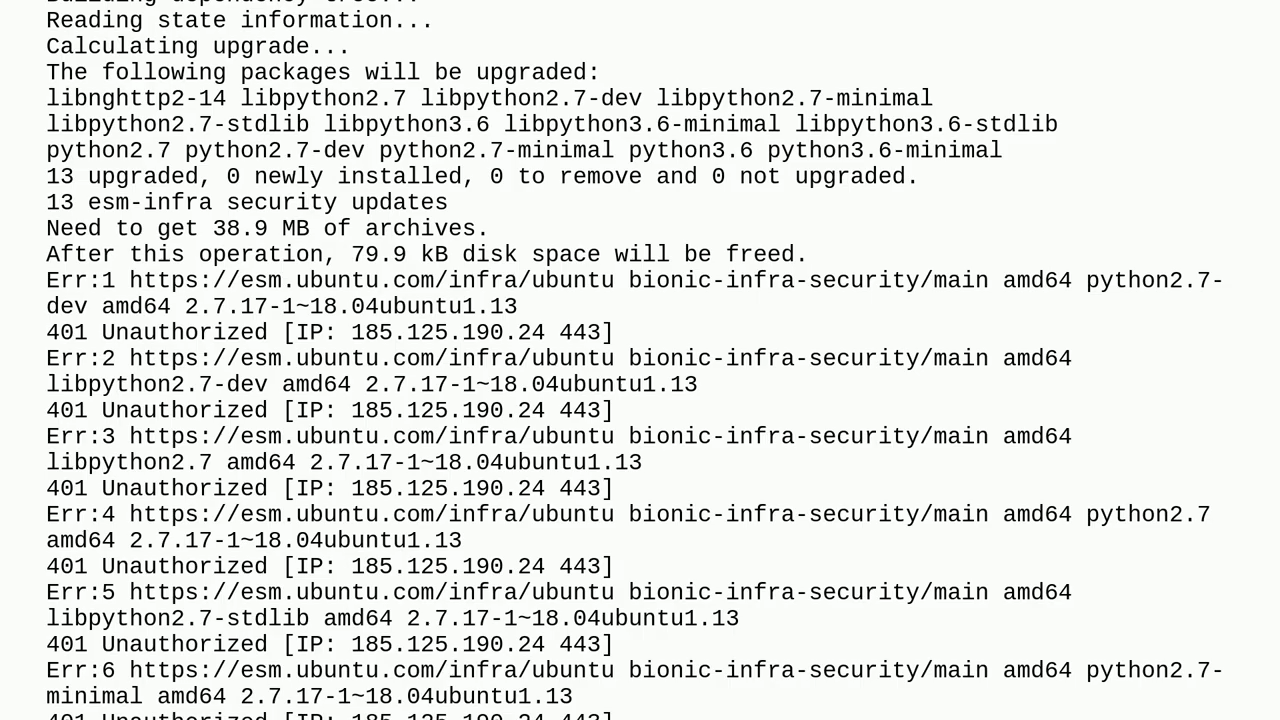 Building dependency tree...
Reading state information...
Calculating upgrade...
The following packages will be upgraded:
libnghttp2-14 libpython2.7 libpython2.7-dev libpython2.7-minimal
libpython2.7-stdlib libpython3.6 libpython3.6-minimal libpython3.6-stdlib
python2.7 python2.7-dev python2.7-minimal python3.6 python3.6-minimal
13 upgraded, 0 newly installed, 0 to remove and 0 not upgraded.
13 esm-infra security updates
Need to get 38.9 MB of archives.
After this operation, 79.9 kB disk space will be freed.
Err:1 https://esm.ubuntu.com/infra/ubuntu bionic-infra-security/main amd64 python2.7-
dev amd64 2.7.17-1~18.04ubuntu1.13
401 Unauthorized [IP: 185.125.190.24 443]
Err:2 https://esm.ubuntu.com/infra/ubuntu bionic-infra-security/main amd64
libpython2.7-dev amd64 2.7.17-1~18.04ubuntu1.13
401 Unauthorized [IP: 185.125.190.24 443]
Err:3 https://esm.ubuntu.com/infra/ubuntu bionic-infra-security/main amd64
libpython2.7 amd64 2.7.17-1~18.04ubuntu1.13
401 Unauthorized [IP: 185.125.190.24 443]
Err:4 https://esm.ubuntu.com/infra/ubuntu bionic-infra-security/main amd64 python2.7
amd64 2.7.17-1~18.04ubuntu1.13
401 Unauthorized [IP: 185.125.190.24 443]
Err:5 https://esm.ubuntu.com/infra/ubuntu bionic-infra-security/main amd64
libpython2.7-stdlib amd64 2.7.17-1~18.04ubuntu1.13
401 Unauthorized [IP: 185.125.190.24 443]
Err:6 https://esm.ubuntu.com/infra/ubuntu bionic-infra-security/main amd64 python2.7-
minimal amd64 2.7.17-1~18.04ubuntu1.13
401 Unauthorized [IP: 185.125.190.24 443]